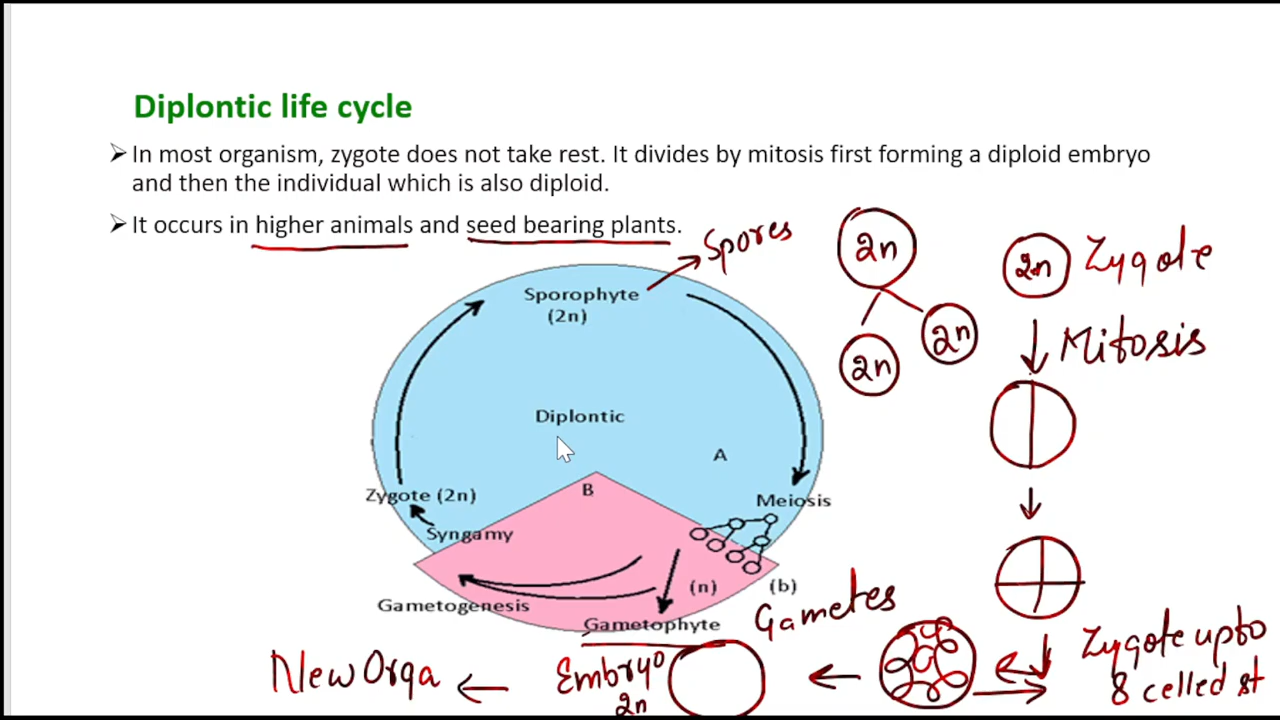 Diplontic life cycle
In most organism, zygote does not take rest. It divides by mitosis first forming a diploid embryo
and then the individual which is also diploid.
It occurs in higher animals and seed bearing plants.
Spores
2n
2n
2n
2n Zygote
Mitosis
Sporophyte
(2n)
Diplontic
A
B
Zygote (2n)
Meiosis
Syngamy
(n)
(b)
Gametogenesis
Gametophyte
Gametes
Zygote upto
8 celled st
Embryo
2n
New Orga